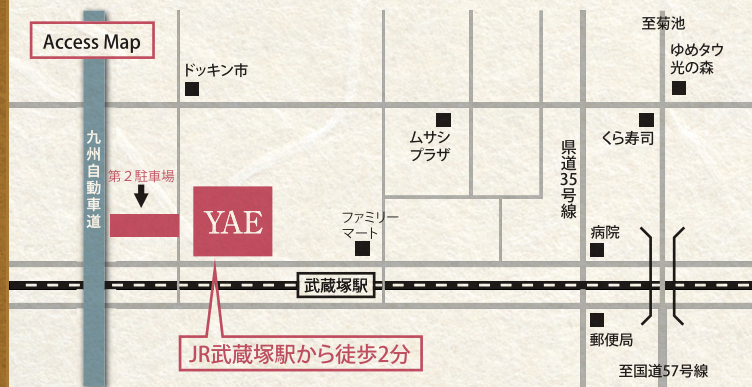 Access Map
至菊池
ゆめタウ
光の森
ドッキン市
ムサシ
プラザ
くら寿司
九州自動車道
県道35号線
第2駐車場
YAE
ファミリー
マート
病院
武蔵塚駅
郵便局
JR武蔵塚駅から徒歩2分
至国道57号線